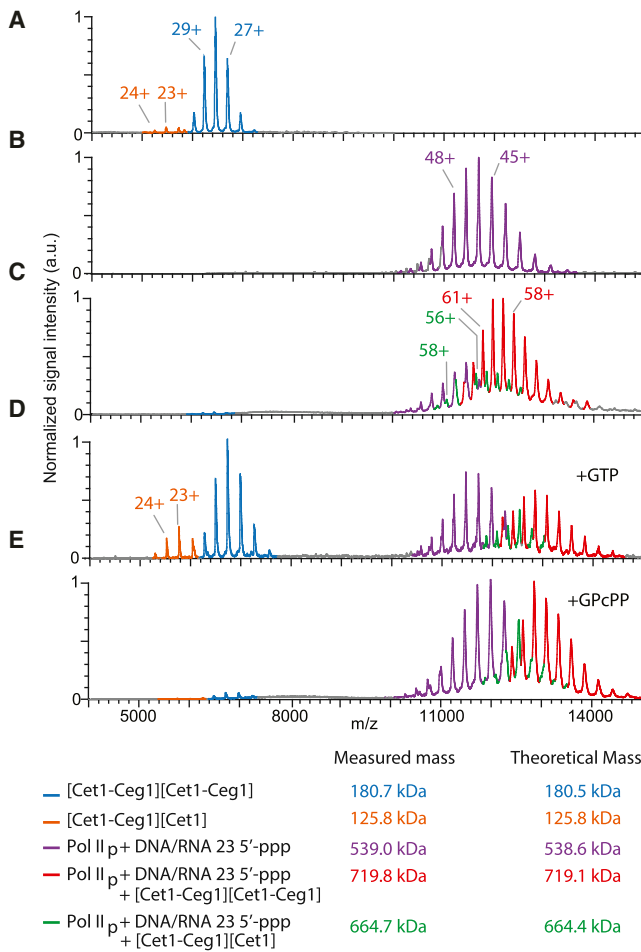 A
1
29+
27+
24+
23+
0
B
1
48+
45+
0
C
1
61+
58+
56+
58+
0
D
1
+GTP
24+
23+
0
E
1
+GPcPP
0
Normalized signal intensity (a.u.)
5000 8000 11000 14000
m/z
Measured mass Theoretical Mass
[Cet1-Ceg1][Cet1-Ceg1] 180.7 kDa 180.5 kDa
[Cet1-Ceg1][Cet1] 125.8 kDa 125.8 kDa
Pol II p + DNA/RNA 23 5′-ppp 539.0 kDa 538.6 kDa
Pol II p + DNA/RNA 23 5′-ppp 719.8 kDa 719.1 kDa
+ [Cet1-Ceg1][Cet1-Ceg1]
Pol II p + DNA/RNA 23 5′-ppp 664.7 kDa 664.4 kDa
+ [Cet1-Ceg1][Cet1]